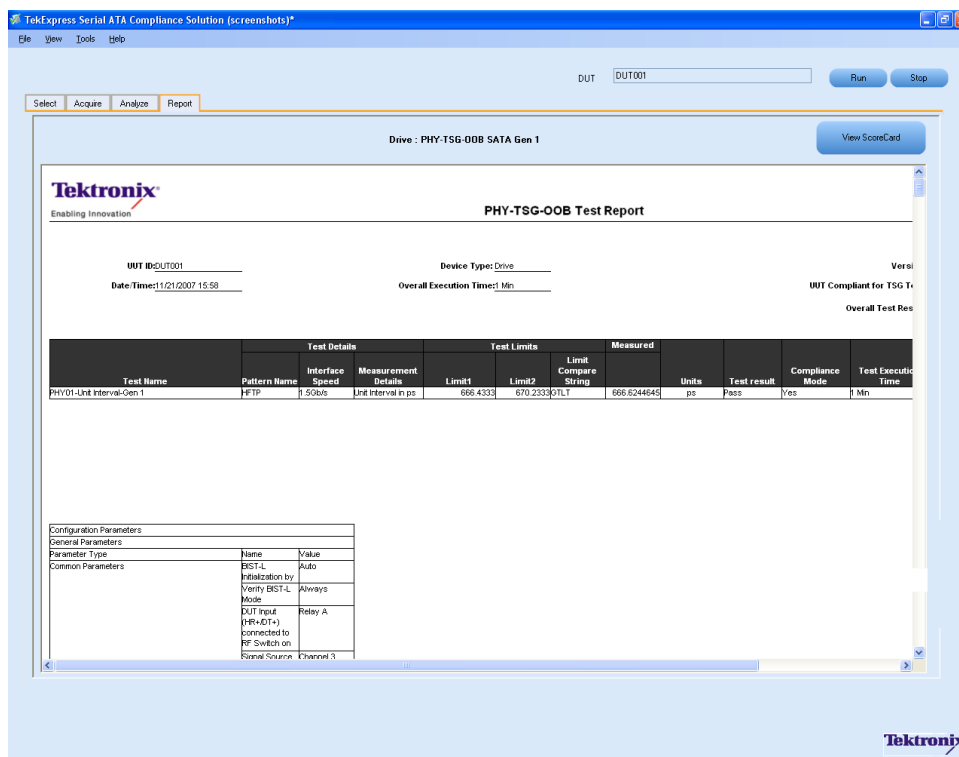 TekExpress Serial ATA Compliance Solution (screenshots)*
File View Tools Help
DUT DUT001 Run Stop
Select Acquire Analyze Report
Drive : PHY-TSG-OOB SATA Gen 1
View ScoreCard
Tektronix
Enabling Innovation
PHY-TSG-OOB Test Report
UUT ID:DUT001 Device Type:Drive Versi
Date/Time:11/21/2007 15:58 Overall Execution Time:1 Min UUT Compliant for TSG Te
Overall Test Res
Test Details Test Limits Measured
Test Name Pattern Name Interface Speed Measurement Details Limit1 Limit2 Limit Compare String Units Test result Compliance Mode Test Executio Time
PHY01-Unit Interval-Gen 1 HFTP 1.5Gb/s Unit Interval in ps 666.4333 670.2333 GTLT 666.6244645 ps Pass Yes 1 Min
Configuration Parameters
General Parameters
Parameter Type Name Value
Common Parameters BIST-L Initialization by Auto
Verify BIST-L Mode Always
DUT Input (HR+/DT+) connected to RF Switch on Relay A
Signal Source Channel 3
Tektronix